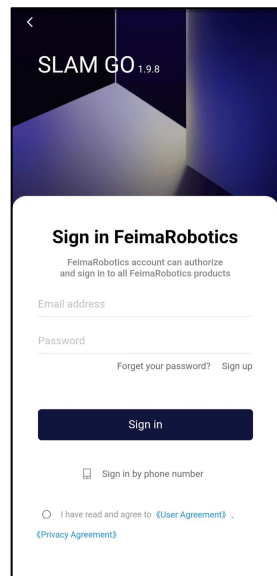 SLAM GO 1.9.8
Sign in FeimaRobotics
FeimaRobotics account can authorize
and sign in to all FeimaRobotics products
Email address
Password
Forget your password? Sign up
Sign in
Sign in by phone number
I have read and agree to 《User Agreement》 、
《Privacy Agreement》